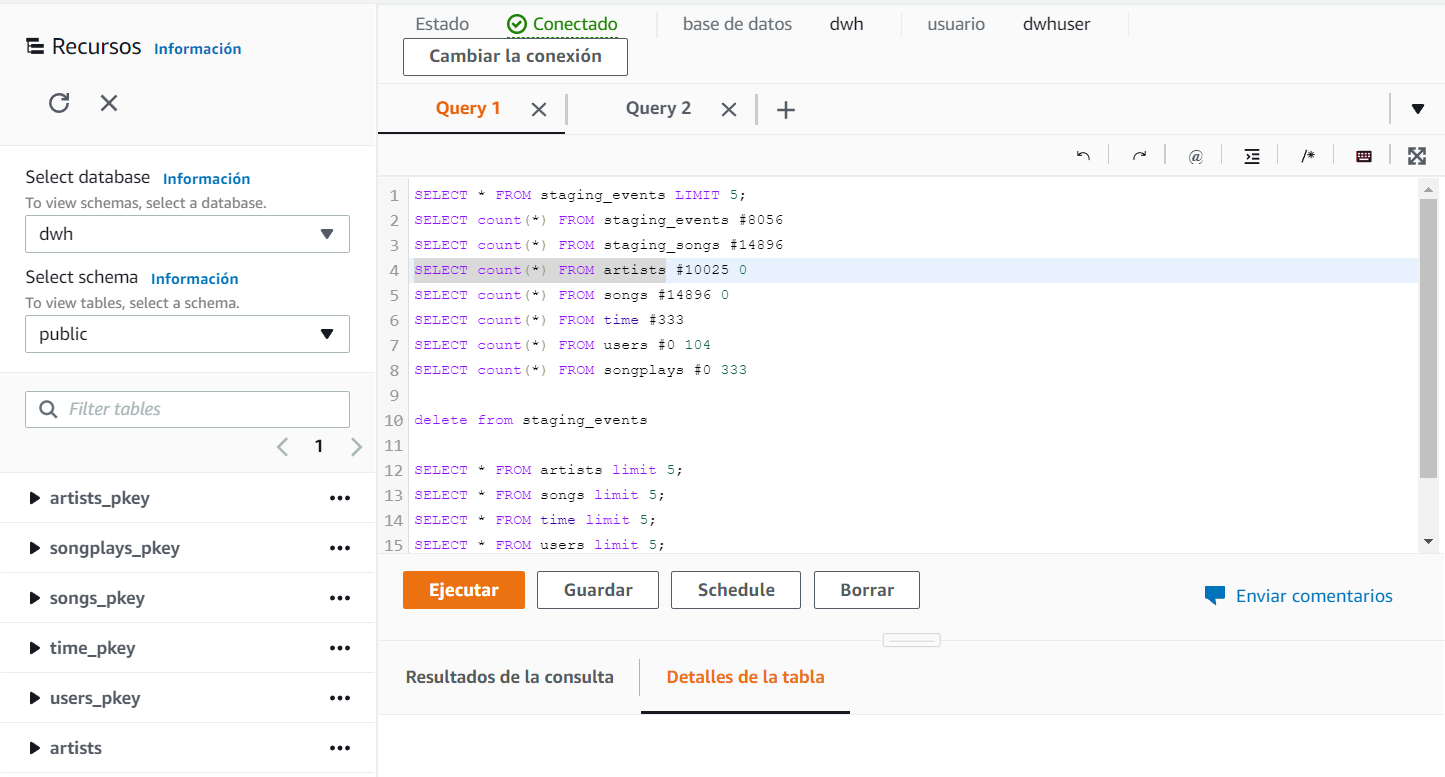 Recursos Información
Select database Información
To view schemas, select a database.
dwh
Select schema Información
To view tables, select a schema.
public
Filter tables
1
artists_pkey
songplays_pkey
songs_pkey
time_pkey
users_pkey
artists
Estado Conectado base de datos dwh usuario dwhuser
Cambiar la conexión
Query 1 Query 2
@ /*
1 SELECT * FROM staging_events LIMIT 5;
2 SELECT count(*) FROM staging_events #8056
3 SELECT count(*) FROM staging_songs #14896
4 SELECT count(*) FROM artists #10025 0
5 SELECT count(*) FROM songs #14896 0
6 SELECT count(*) FROM time #333
7 SELECT count(*) FROM users #0 104
8 SELECT count(*) FROM songplays #0 333
9
10 delete from staging_events
11
12 SELECT * FROM artists limit 5;
13 SELECT * FROM songs limit 5;
14 SELECT * FROM time limit 5;
15 SELECT * FROM users limit 5;
Ejecutar Guardar Schedule Borrar Enviar comentarios
Resultados de la consulta Detalles de la tabla